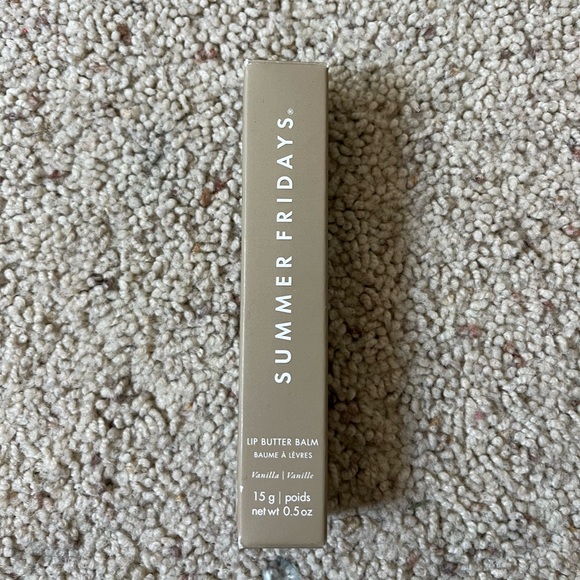 SUMMER FRIDAYS®
LIP BUTTER BALM
BAUME À LÈVRES
Vanilla | Vanille
15 g | poids
net wt 0.5 oz